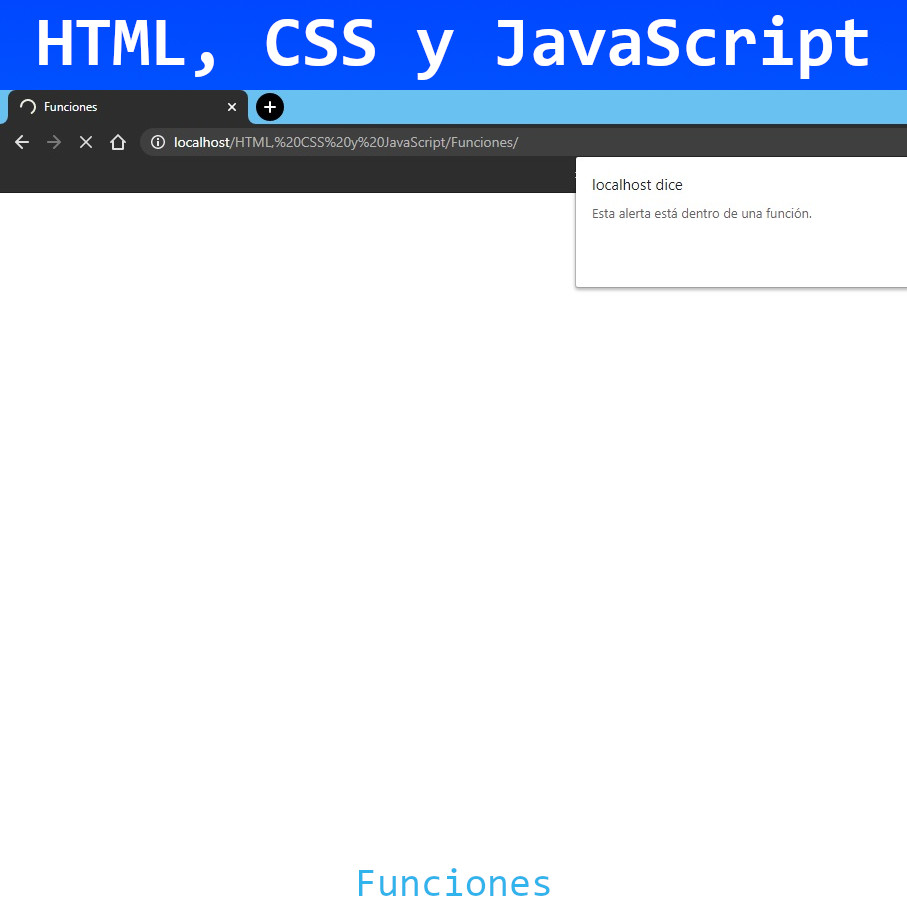 HTML, CSS y JavaScript
Funciones
localhost/HTML,%20CSS%20y%20JavaScript/Funciones/
localhost dice
Esta alerta está dentro de una función.
Funciones